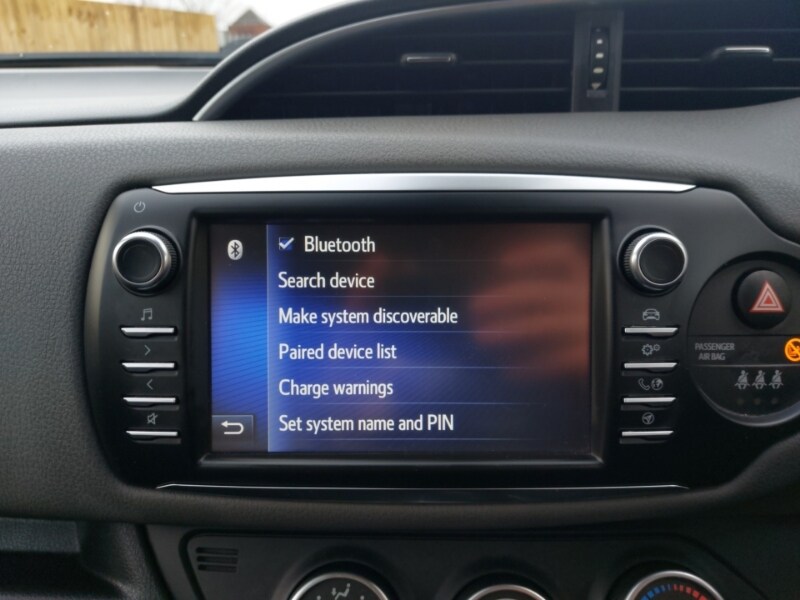 Bluetooth
Search device
Make system discoverable
Paired device list
Charge warnings
Set system name and PIN
PASSENGER
AIR BAG